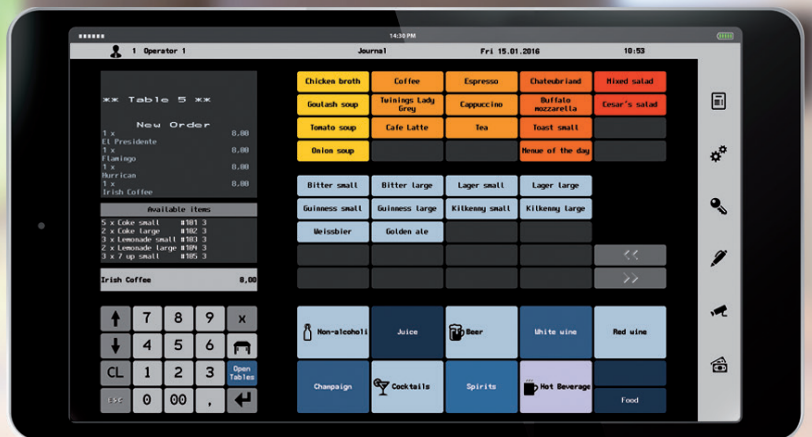 14:38 PM
1 Operator 1
Journal
Fri 15.01.2016
10:53
** Table 5 **
New Order
1 x 8.80
El Presidente
1 x 8.00
Flamingo
1 x 8.00
Hurrican
1 x 8.80
Irish Coffee
Available items
5 x Coke small #101 3
2 x Coke large #102 3
3 x Lemonade small #103 3
2 x Lemonade large #104 3
3 x 7 up small #105 3
Irish Coffee 8,00
7 8 9 x
4 5 6
CL 1 2 3 Open
Tables
ESC 0 00 ,
Chicken broth Coffee Espresso Chateubriand Mixed salad
Goulash soup Twinings Lady
Grey Cappuccino Buffalo
mozzarella Cesar's salad
Tomato soup Cafe Latte Tea Toast small
Onion soup Menue of the day
Bitter small Bitter large Lager small Lager large
Guinness small Guinness large Kilkenny small Kilkenny large
Weissbier Golden ale
<<
>>
Non-alcoholi Juice Beer White wine Red wine
Champaign Cocktails Spirits Hot Beverage
Food